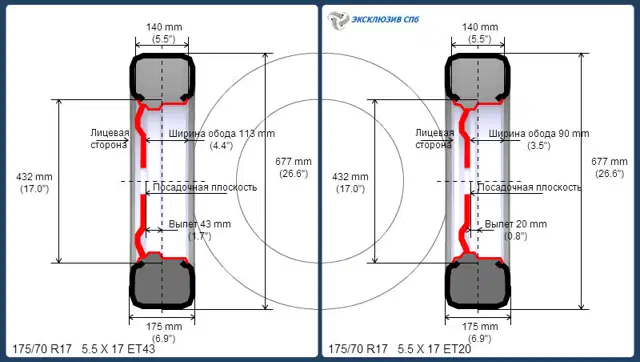 140 mm
(5.5")
Лицевая
сторона
Ширина обода 113 mm
(4.4")
432 mm
(17.0")
677 mm
(26.6")
Посадочная плоскость
Вылет 43 mm
(1.7")
175 mm
(6.9")
175/70 R17 5.5 X 17 ET43
ЭКСКЛЮЗИВ СПб
140 mm
(5.5")
Лицевая
сторона
Ширина обода 90 mm
(3.5")
432 mm
(17.0")
677 mm
(26.6")
Посадочная плоскость
Вылет 20 mm
(0.8")
175 mm
(6.9")
175/70 R17 5.5 X 17 ET20